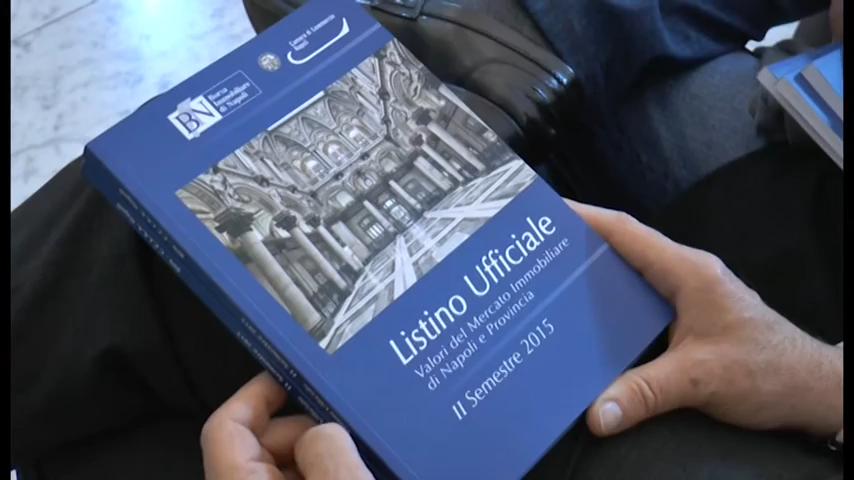 BN
Borsa
Immobiliare
di Napoli
Camera di Commercio
Napoli
Listino Ufficiale
Valori del Mercato Immobiliare
di Napoli e Provincia
II Semestre 2015